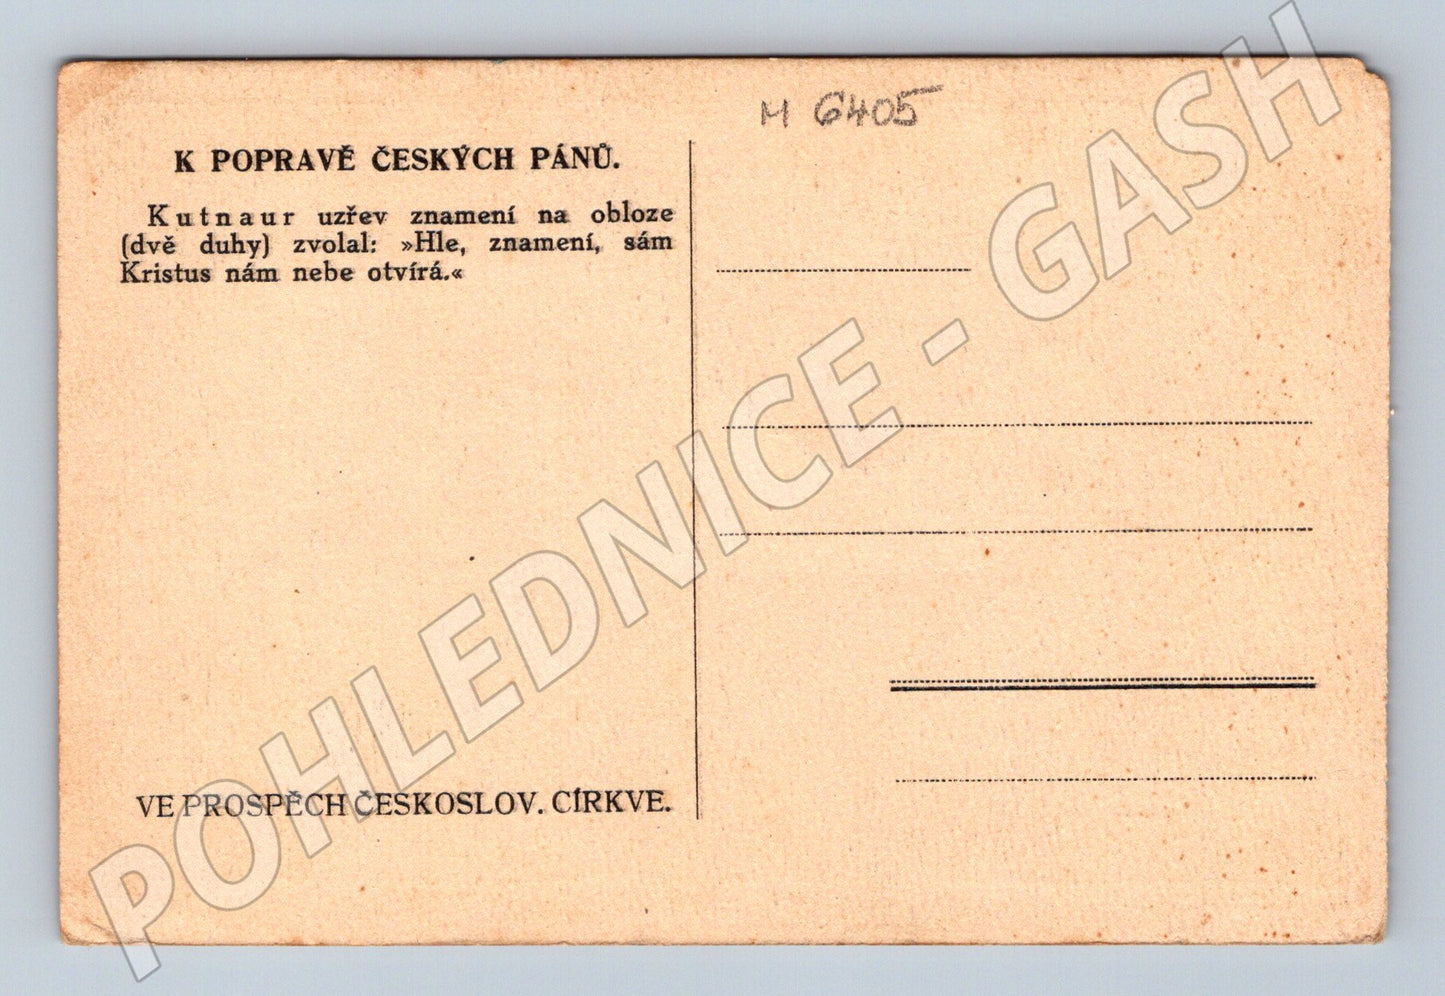 M 6405
K POPRAVĚ ČESKÝCH PÁNŮ.
Kutnaur uzřev znamení na obloze
(dvě duhy) zvolal: »Hle, znamení, sám
Kristus nám nebe otvírá.«
VE PROSPĚCH ČESKOSLOV. CÍRKVE.
POHLEDNICE - GASH